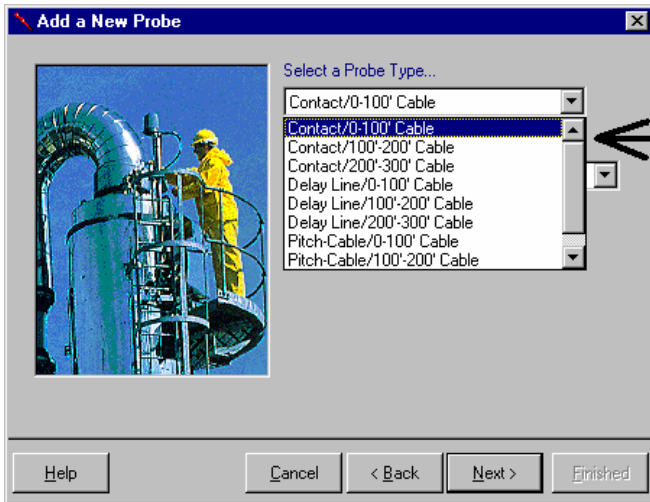 Add a New Probe
Select a Probe Type...
Contact/0-100' Cable
Contact/0-100' Cable
Contact/100'-200' Cable
Contact/200'-300' Cable
Delay Line/0-100' Cable
Delay Line/100'-200' Cable
Delay Line/200'-300' Cable
Pitch-Cable/0-100' Cable
Pitch-Cable/100'-200' Cable
Help
Cancel
< Back
Next >
Finished